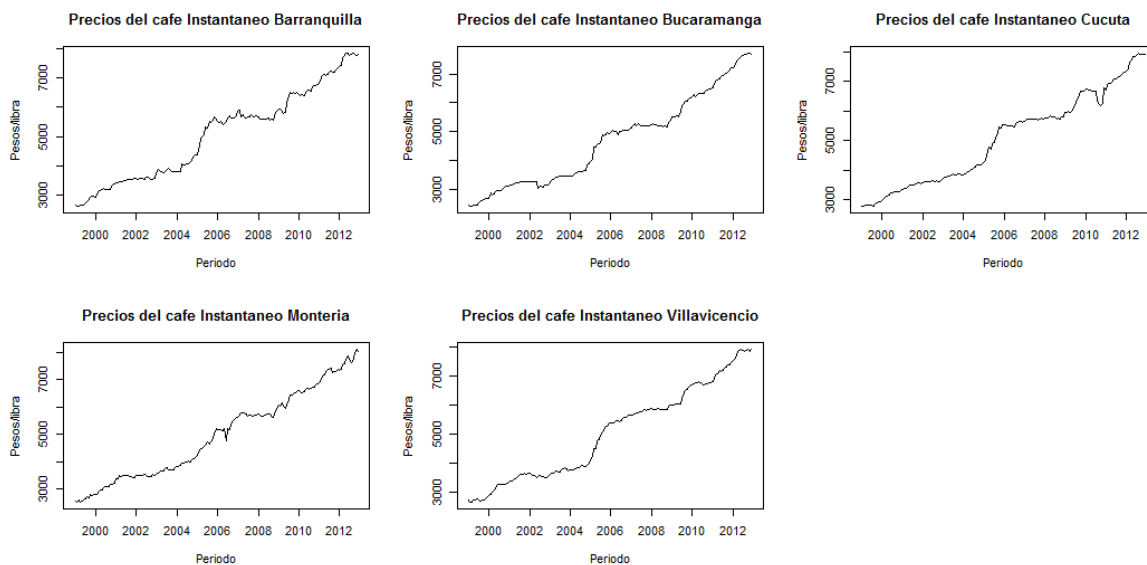 Precios del cafe Instantaneo Barranquilla
Pesos/libra
3000 5000 7000
2000 2002 2004 2006 2008 2010 2012
Periodo
Precios del cafe Instantaneo Bucaramanga
Pesos/libra
3000 5000 7000
2000 2002 2004 2006 2008 2010 2012
Periodo
Precios del cafe Instantaneo Cucuta
Pesos/libra
3000 5000 7000
2000 2002 2004 2006 2008 2010 2012
Periodo
Precios del cafe Instantaneo Monteria
Pesos/libra
3000 5000 7000
2000 2002 2004 2006 2008 2010 2012
Periodo
Precios del cafe Instantaneo Villavicencio
Pesos/libra
3000 5000 7000
2000 2002 2004 2006 2008 2010 2012
Periodo